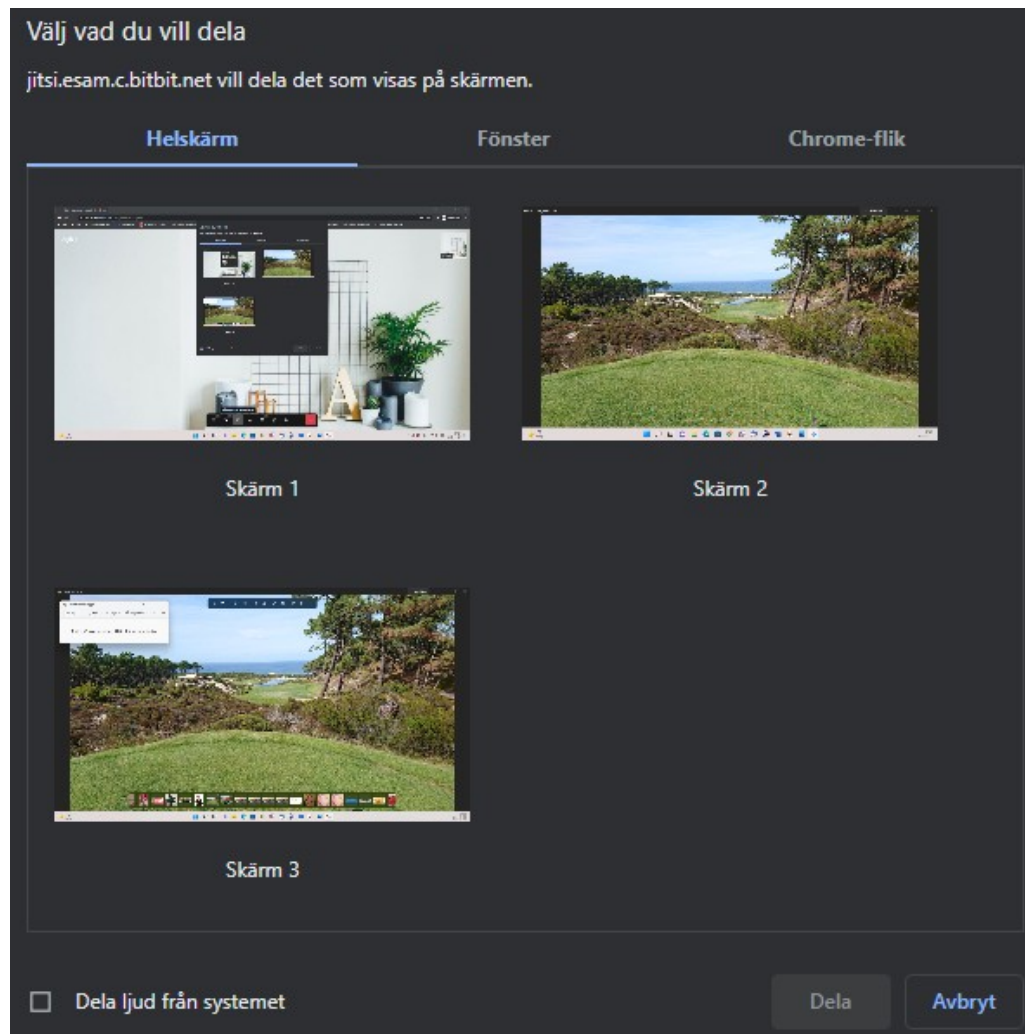 Välj vad du vill dela
jitsi.esam.c.bitbit.net vill dela det som visas på skärmen.
Helskärm Fönster Chrome-flik
Skärm 1 Skärm 2
Skärm 3
Dela ljud från systemet Dela Avbryt